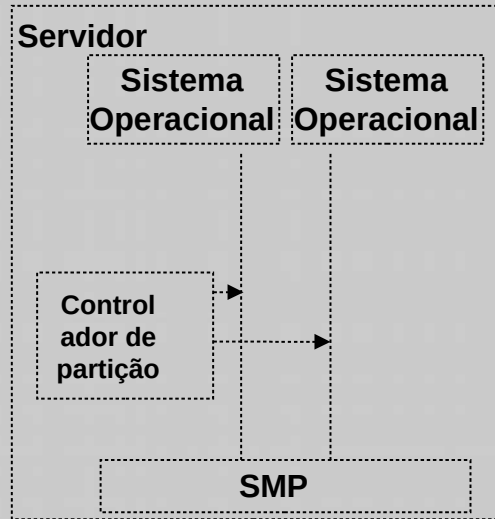 Servidor
Sistema
Operacional
Sistema
Operacional
Control
ador de
partição
SMP